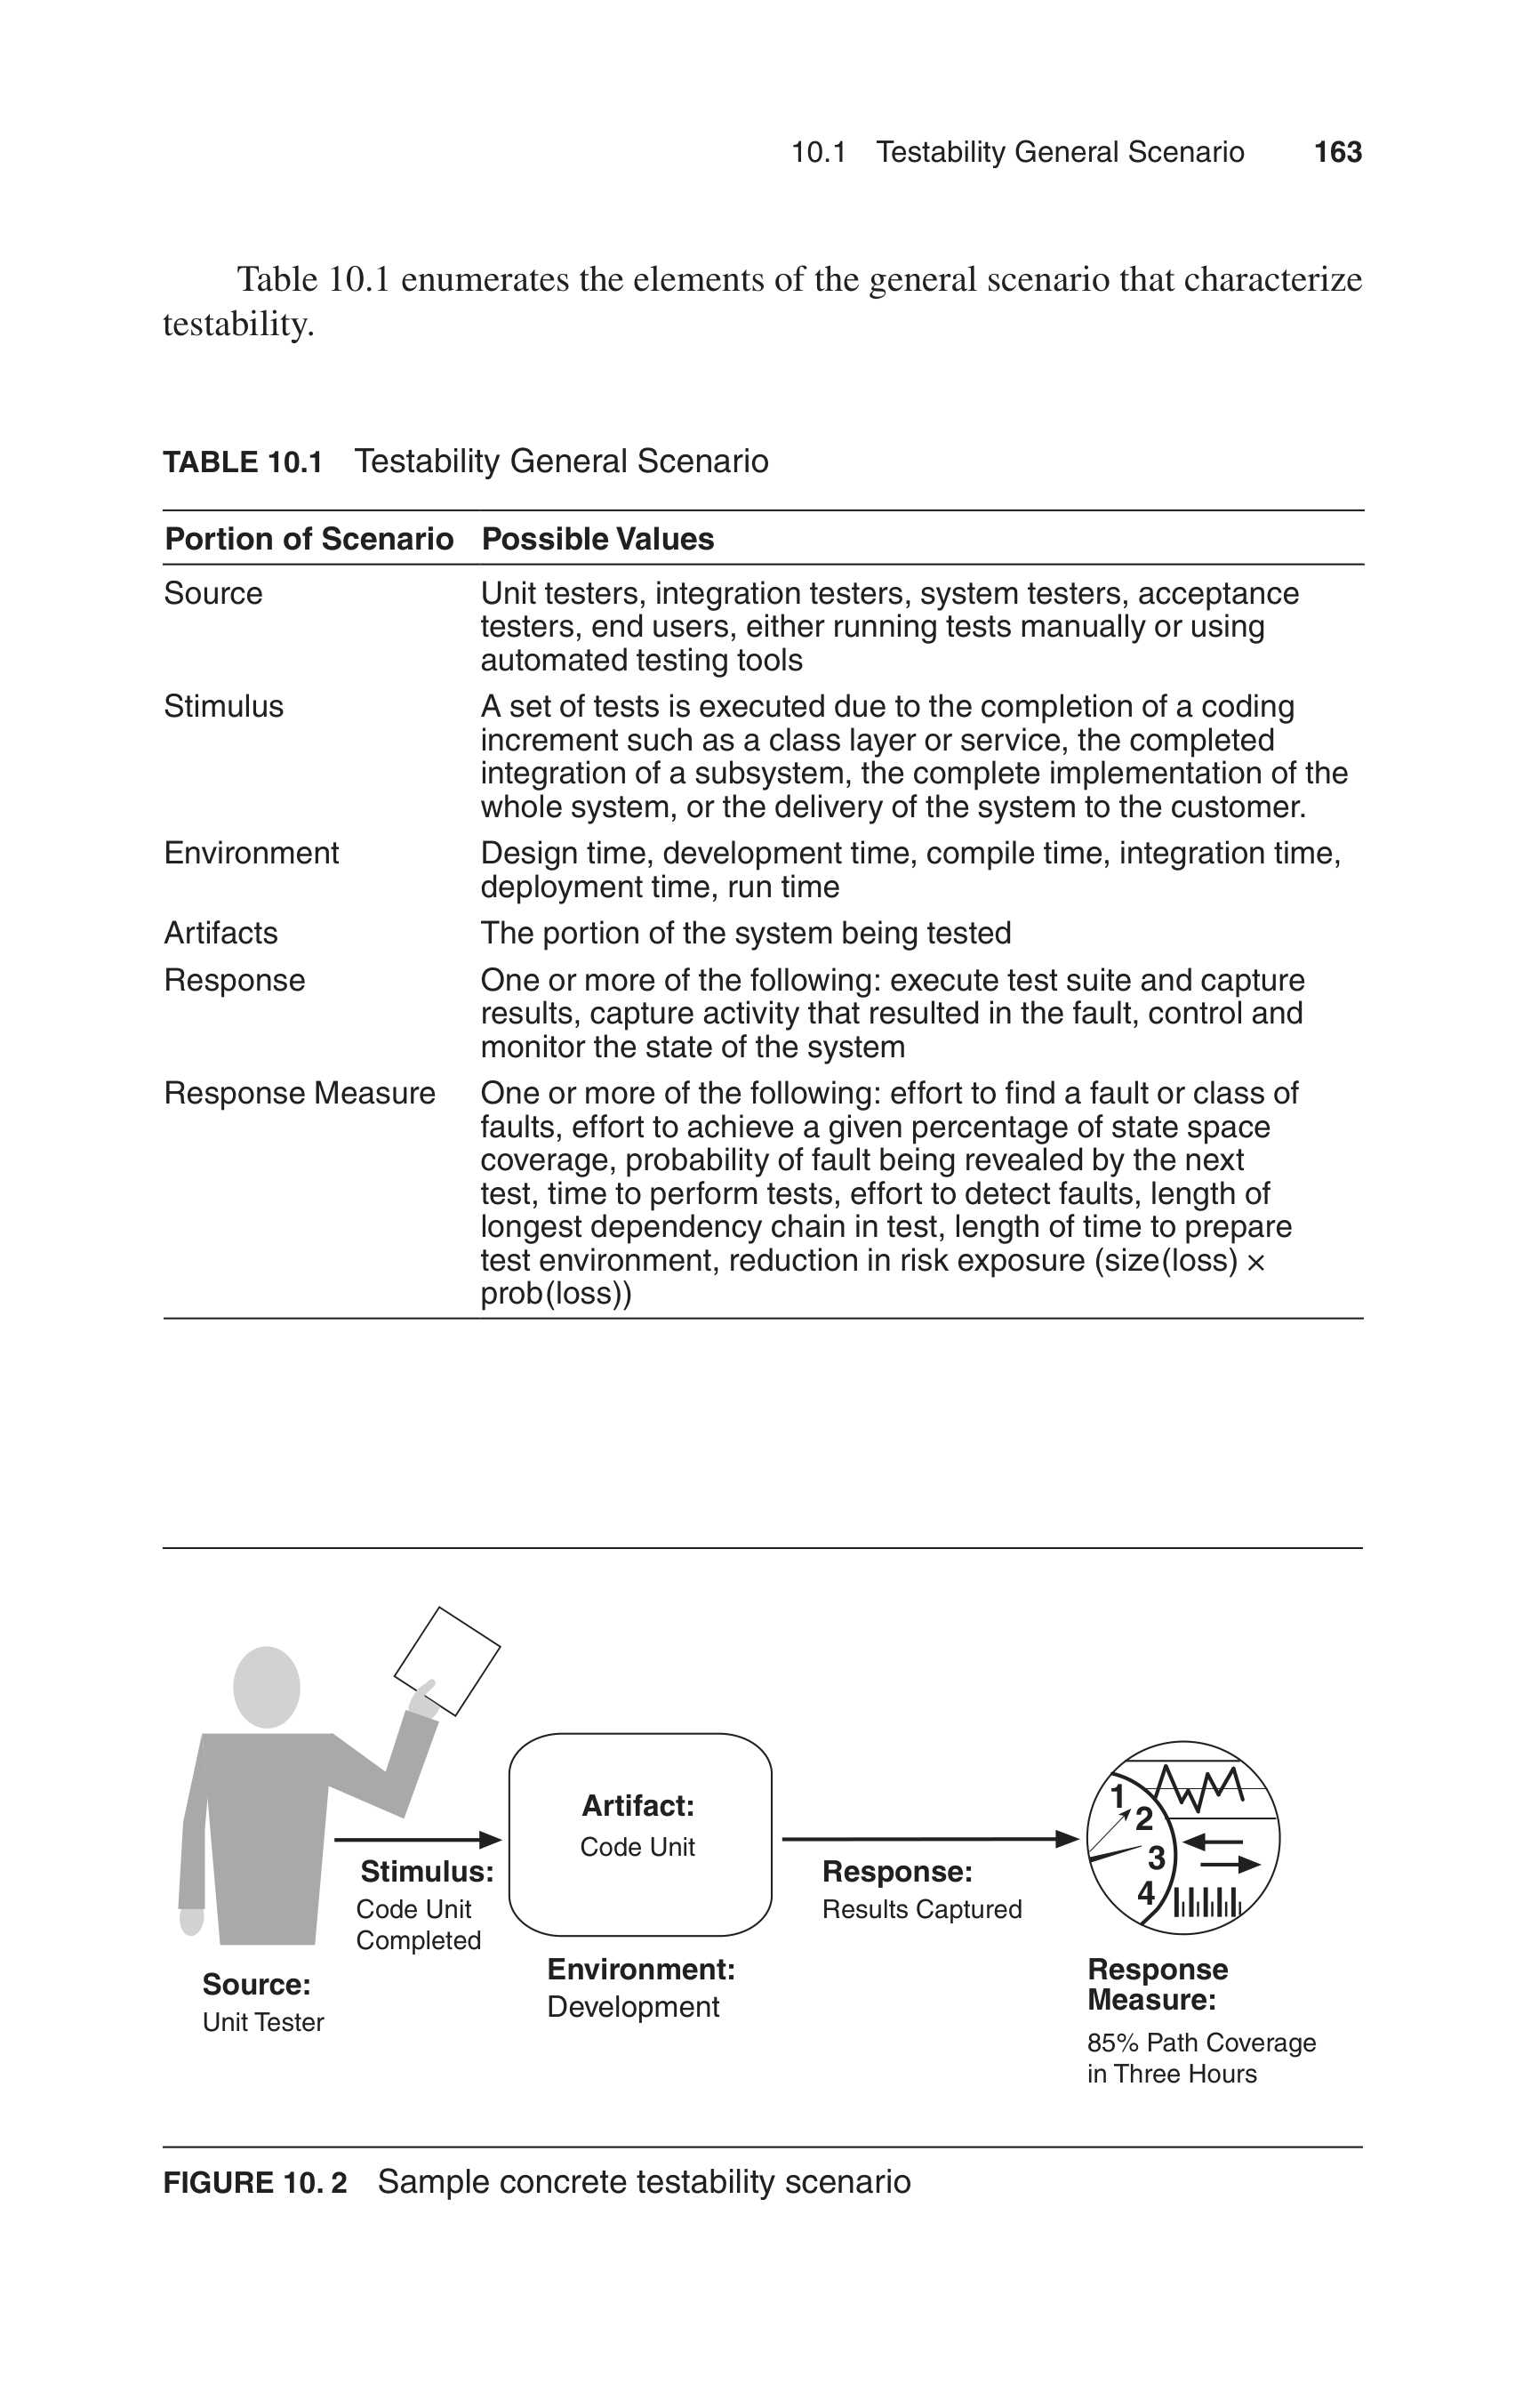 10.1 Testability General Scenario 163
Table 10.1 enumerates the elements of the general scenario that characterize
testability.
TABLE 10.1 Testability General Scenario
Portion of Scenario Possible Values
Source Unit testers, integration testers, system testers, acceptance
testers, end users, either running tests manually or using
automated testing tools
Stimulus A set of tests is executed due to the completion of a coding
increment such as a class layer or service, the completed
integration of a subsystem, the complete implementation of the
whole system, or the delivery of the system to the customer.
Environment Design time, development time, compile time, integration time,
deployment time, run time
Artifacts The portion of the system being tested
Response One or more of the following: execute test suite and capture
results, capture activity that resulted in the fault, control and
monitor the state of the system
Response Measure One or more of the following: effort to find a fault or class of
faults, effort to achieve a given percentage of state space
coverage, probability of fault being revealed by the next
test, time to perform tests, effort to detect faults, length of
longest dependency chain in test, length of time to prepare
test environment, reduction in risk exposure (size(loss) ×
prob(loss))
Source:
Unit Tester
Stimulus:
Code Unit
Completed
Artifact:
Code Unit
Environment:
Development
Response:
Results Captured
1
2
3
4
Response
Measure:
85% Path Coverage
in Three Hours
FIGURE 10. 2 Sample concrete testability scenario